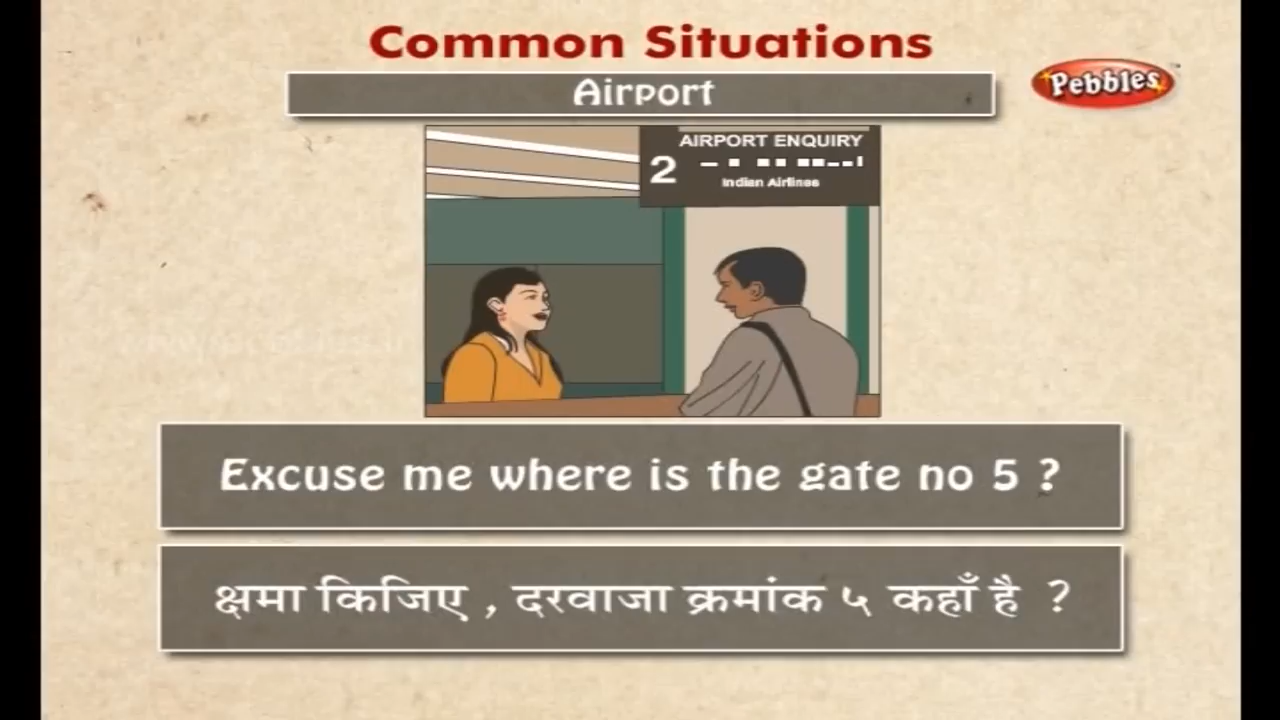 Common Situations
Airport
Pebbles
AIRPORT ENQUIRY
2
Indian Airlines
Excuse me where is the gate no 5 ?
क्षमा किजिए , दरवाजा क्रमांक ५ कहाँ है ?